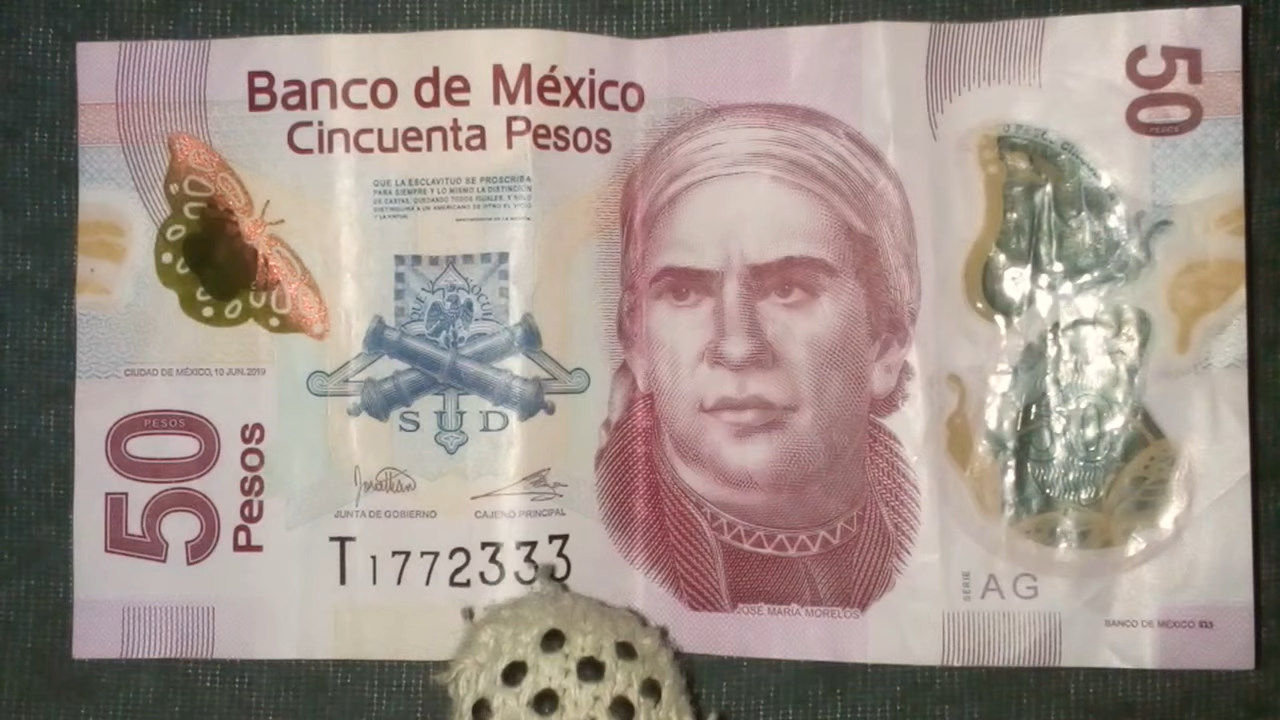 Banco de México
Cincuenta Pesos
50
PESOS
QUE LA ESCLAVITUD SE PROSCRIBA
PARA SIEMPRE Y LO MISMO LA DISTINCIÓN
DE CASTAS, QUEDANDO TODOS IGUALES, Y SÓLO
DISTINGUIRÁ A UN AMERICANO DE OTRO EL VICIO
Y LA VIRTUD.
CIUDAD DE MÉXICO, 10 JUN. 2019
SUD
50
PESOS
Pesos
JUNTA DE GOBIERNO
CAJERO PRINCIPAL
T1772333
JOSÉ MARÍA MORELOS
SERIE
AG
BANCO DE MÉXICO